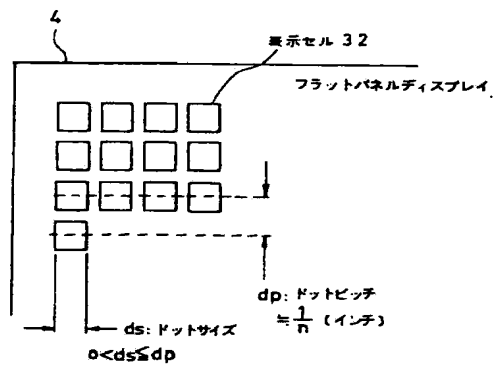 4
表示セル 32
フラットパネルディスプレイ
dp: ドットピッチ
≒1/n (インチ)
ds: ドットサイズ
0<ds≦dp